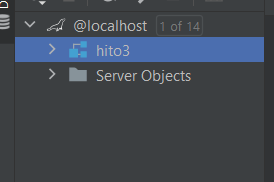 @localhost 1 of 14
hito3
Server Objects